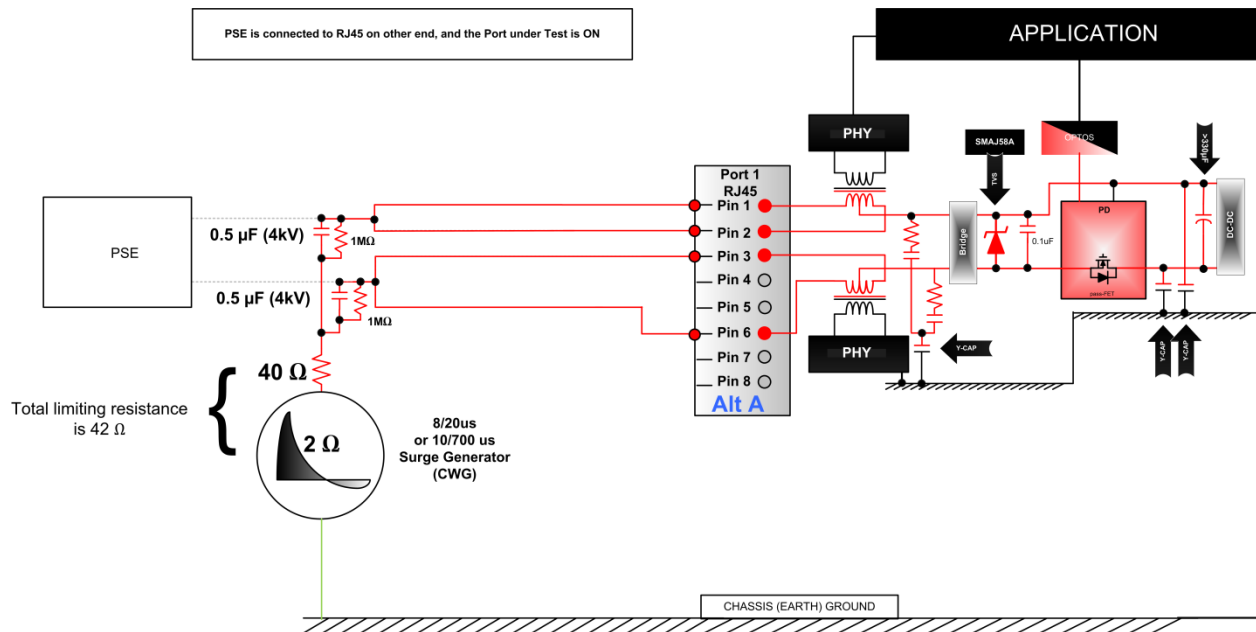 PSE is connected to RJ45 on other end, and the Port under Test is ON
APPLICATION
PHY
SMAJ58A
OPTOS
>330µF
TVS
Port 1
RJ45
Pin 1
Pin 2
Pin 3
Pin 4
Pin 5
Pin 6
Pin 7
Pin 8
Alt A
PSE
0.5 µF (4kV)
1MΩ
0.5 µF (4kV)
1MΩ
Bridge
0.1uF
PD
pass-FET
DC-DC
PHY
Y-CAP
Y-CAP
Y-CAP
40 Ω
Total limiting resistance
is 42 Ω
{
2 Ω
8/20us
or 10/700 us
Surge Generator
(CWG)
CHASSIS (EARTH) GROUND